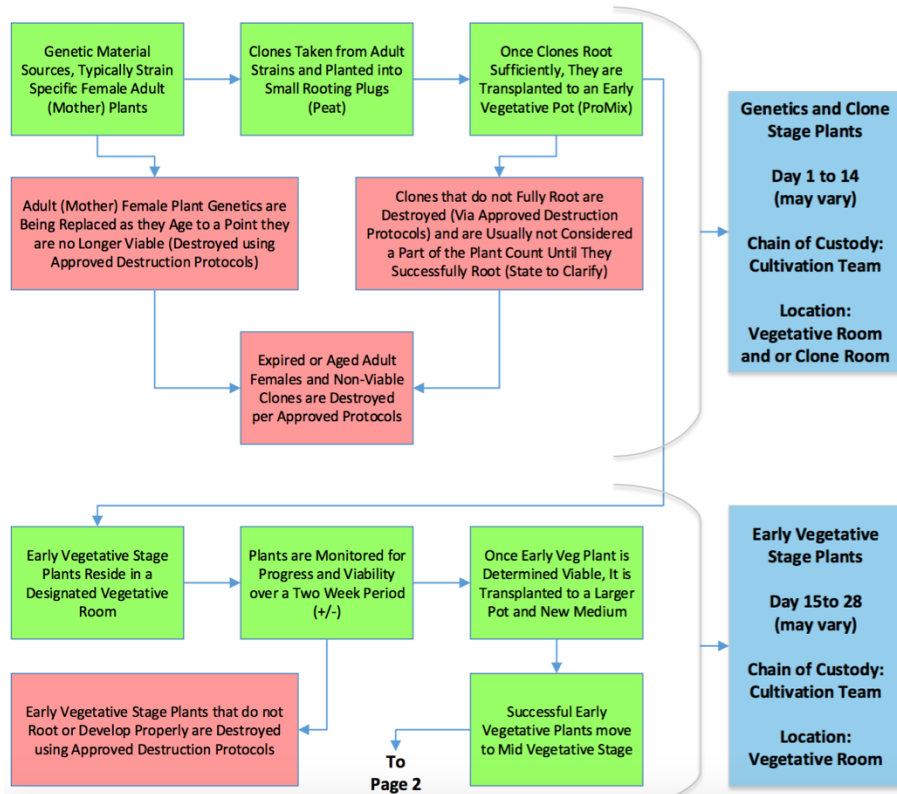 Genetic Material
Sources, Typically Strain
Specific Female Adult
(Mother) Plants
Clones Taken from Adult
Strains and Planted into
Small Rooting Plugs
(Peat)
Once Clones Root
Sufficiently, They are
Transplanted to an Early
Vegetative Pot (ProMix)
Adult (Mother) Female Plant Genetics are
Being Replaced as they Age to a Point they
are no Longer Viable (Destroyed using
Approved Destruction Protocols)
Clones that do not Fully Root are
Destroyed (Via Approved Destruction
Protocols) and are Usually not Considered
a Part of the Plant Count Until They
Successfully Root (State to Clarify)
Expired or Aged Adult
Females and Non-Viable
Clones are Destroyed
per Approved Protocols
Genetics and Clone
Stage Plants
Day 1 to 14
(may vary)
Chain of Custody:
Cultivation Team
Location:
Vegetative Room
and or Clone Room
Early Vegetative Stage
Plants Reside in a
Designated Vegetative
Room
Plants are Monitored for
Progress and Viability
over a Two Week Period
(+/-)
Once Early Veg Plant is
Determined Viable, It is
Transplanted to a Larger
Pot and New Medium
Early Vegetative Stage Plants that do not
Root or Develop Properly are Destroyed
using Approved Destruction Protocols
Successful Early
Vegetative Plants move
to Mid Vegetative Stage
To
Page 2
Early Vegetative
Stage Plants
Day 15to 28
(may vary)
Chain of Custody:
Cultivation Team
Location:
Vegetative Room